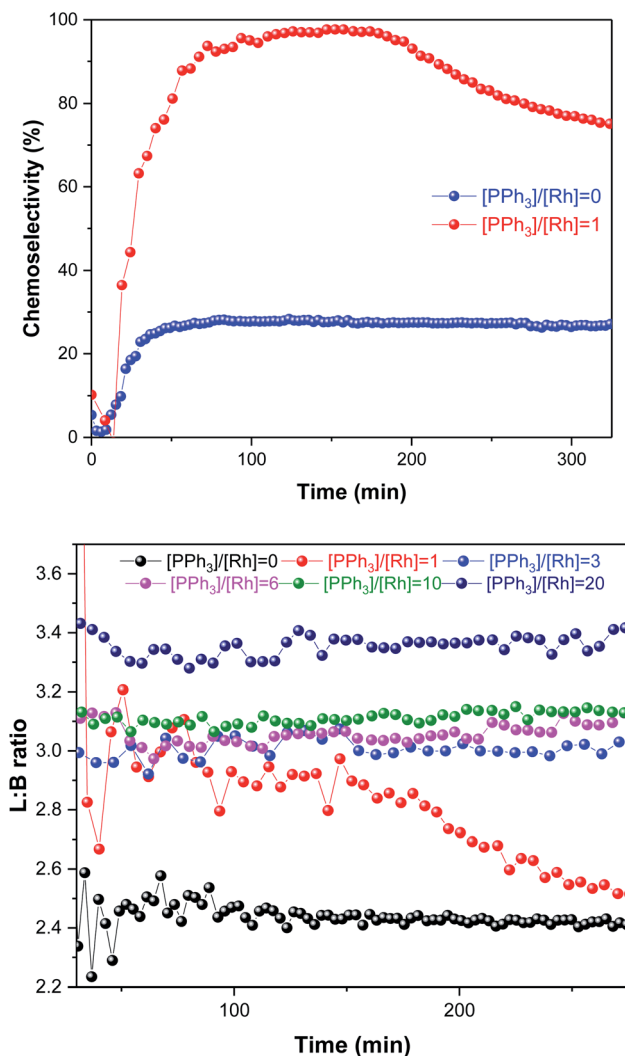 100
80
60
40
20
0
Chemoselectivity (%)
[PPh₃]/[Rh]=0
[PPh₃]/[Rh]=1
0 100 200 300
Time (min)
[PPh₃]/[Rh]=0 [PPh₃]/[Rh]=1 [PPh₃]/[Rh]=3
[PPh₃]/[Rh]=6 [PPh₃]/[Rh]=10 [PPh₃]/[Rh]=20
3.6
3.4
3.2
3.0
2.8
2.6
2.4
2.2
L:B ratio
100 200
Time (min)